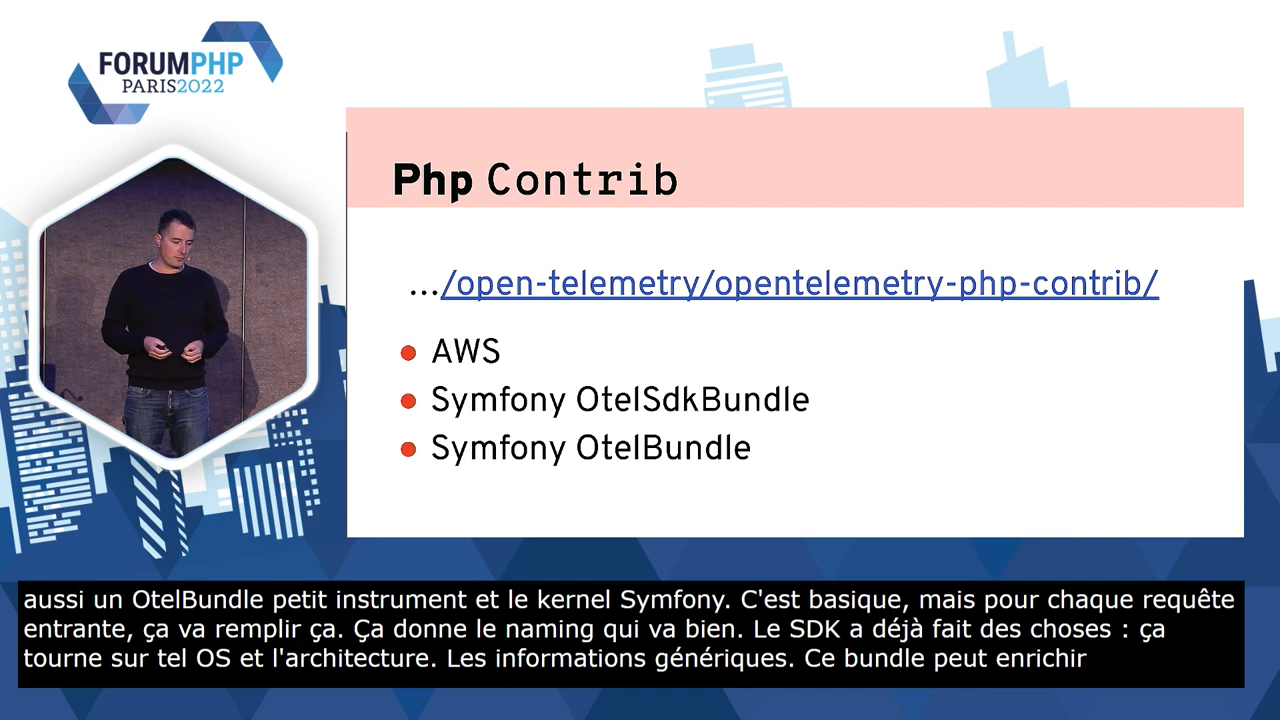 FORUMPHP
PARIS2022
Php Contrib
.../open-telemetry/opentelemetry-php-contrib/
AWS
Symfony OtelSdkBundle
Symfony OtelBundle
aussi un OtelBundle petit instrument et le kernel Symfony. C'est basique, mais pour chaque requête
entrante, ça va remplir ça. Ça donne le naming qui va bien. Le SDK a déjà fait des choses : ça
tourne sur tel OS et l'architecture. Les informations génériques. Ce bundle peut enrichir